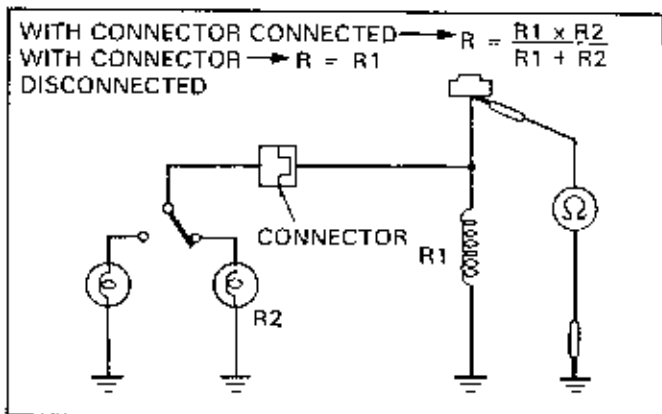 WITH CONNECTOR CONNECTED → R = R1 x R2 / R1 + R2
WITH CONNECTOR → R = R1
DISCONNECTED
CONNECTOR
R1
Ω
R2